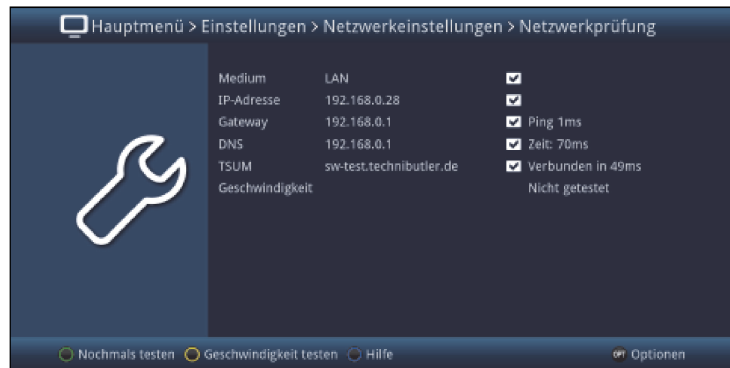 Hauptmenü > Einstellungen > Netzwerkeinstellungen > Netzwerkprüfung
Medium LAN
IP-Adresse 192.168.0.28
Gateway 192.168.0.1 Ping 1ms
DNS 192.168.0.1 Zeit: 70ms
TSUM sw-test.technibutler.de Verbunden in 49ms
Geschwindigkeit Nicht getestet
Nochmals testen Geschwindigkeit testen Hilfe OPT Optionen